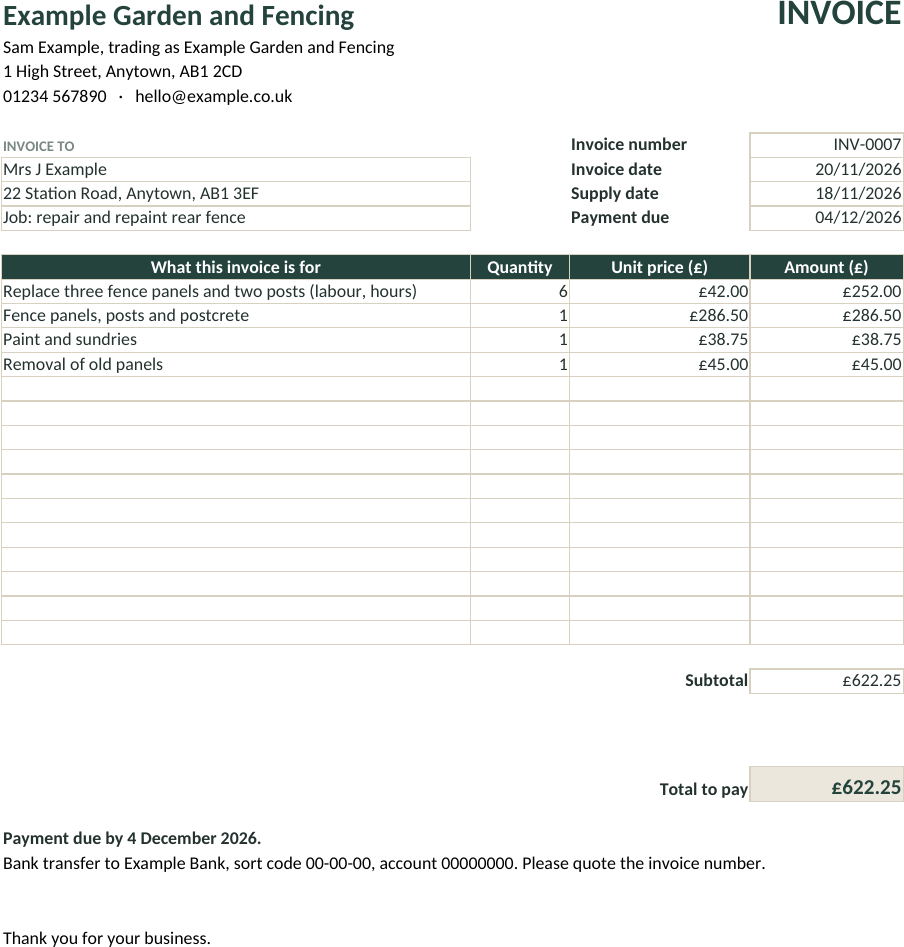 Example Garden and Fencing
INVOICE
Sam Example, trading as Example Garden and Fencing
1 High Street, Anytown, AB1 2CD
01234 567890 · hello@example.co.uk
INVOICE TO
Mrs J Example
22 Station Road, Anytown, AB1 3EF
Job: repair and repaint rear fence
Invoice number INV-0007
Invoice date 20/11/2026
Supply date 18/11/2026
Payment due 04/12/2026
What this invoice is for Quantity Unit price (£) Amount (£)
Replace three fence panels and two posts (labour, hours) 6 £42.00 £252.00
Fence panels, posts and postcrete 1 £286.50 £286.50
Paint and sundries 1 £38.75 £38.75
Removal of old panels 1 £45.00 £45.00
Subtotal £622.25
Total to pay £622.25
Payment due by 4 December 2026.
Bank transfer to Example Bank, sort code 00-00-00, account 00000000. Please quote the invoice number.
Thank you for your business.